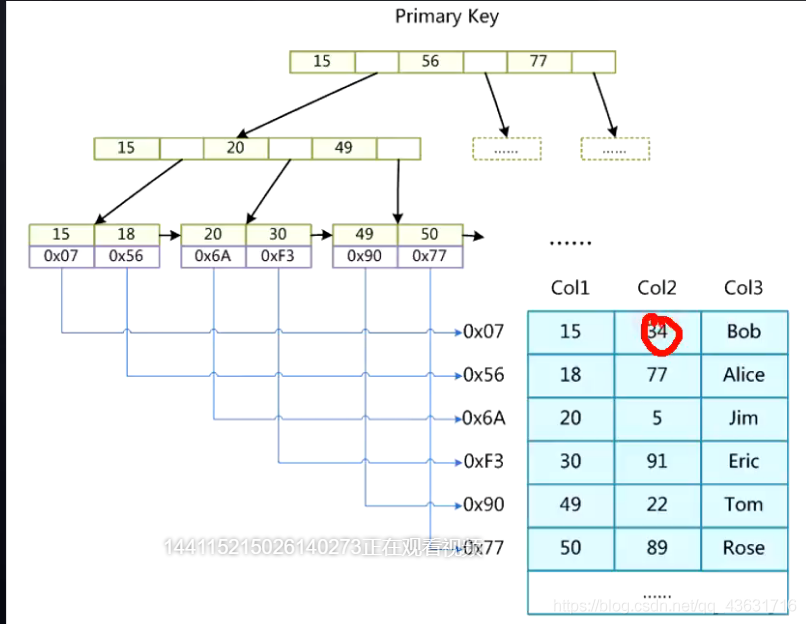 Primary Key
15 56 77
15 20 49
...... ......
15 18 20 30 49 50
0x07 0x56 0x6A 0xF3 0x90 0x77
......
Col1 Col2 Col3
0x07 15 34 Bob
0x56 18 77 Alice
0x6A 20 5 Jim
0xF3 30 91 Eric
0x90 49 22 Tom
0x77 50 89 Rose
144115215026140273正在观看视频
......
https://blog.csdn.net/qq_43631716